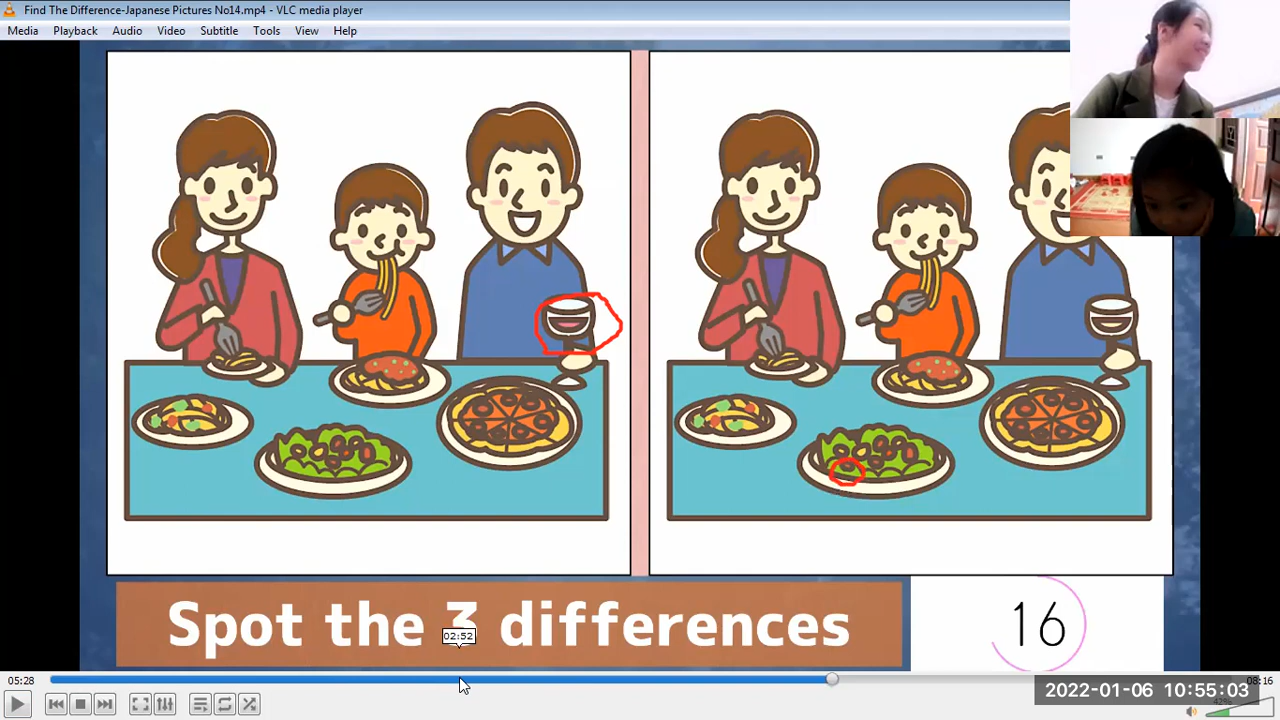 Find The Difference-Japanese Pictures No14.mp4 - VLC media player
Media Playback Audio Video Subtitle Tools View Help
Spot the 3 differences
16
02:52
05:28
08:16
2022-01-06 10:55:03